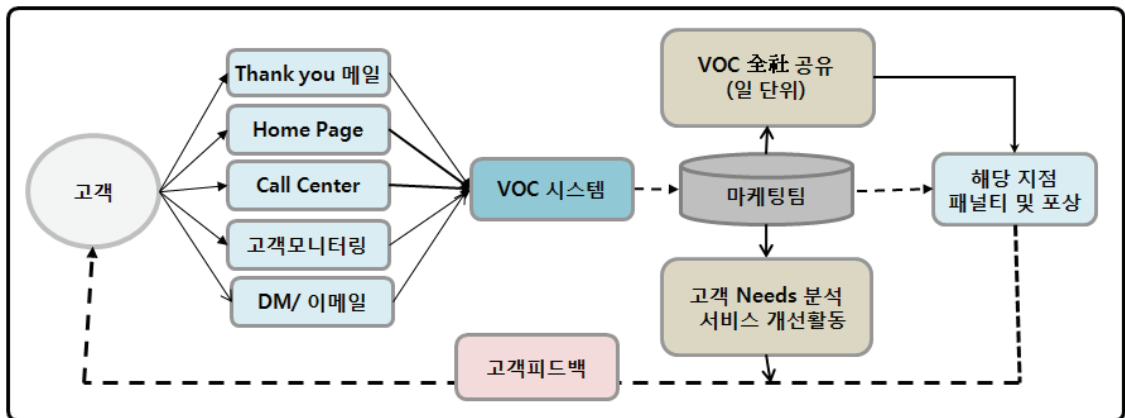 고객
Thank you 메일
Home Page
Call Center
고객모니터링
DM/ 이메일
VOC 시스템
VOC 全社 공유
(일 단위)
마케팅팀
고객 Needs 분석
서비스 개선활동
해당 지점
패널티 및 포상
고객피드백